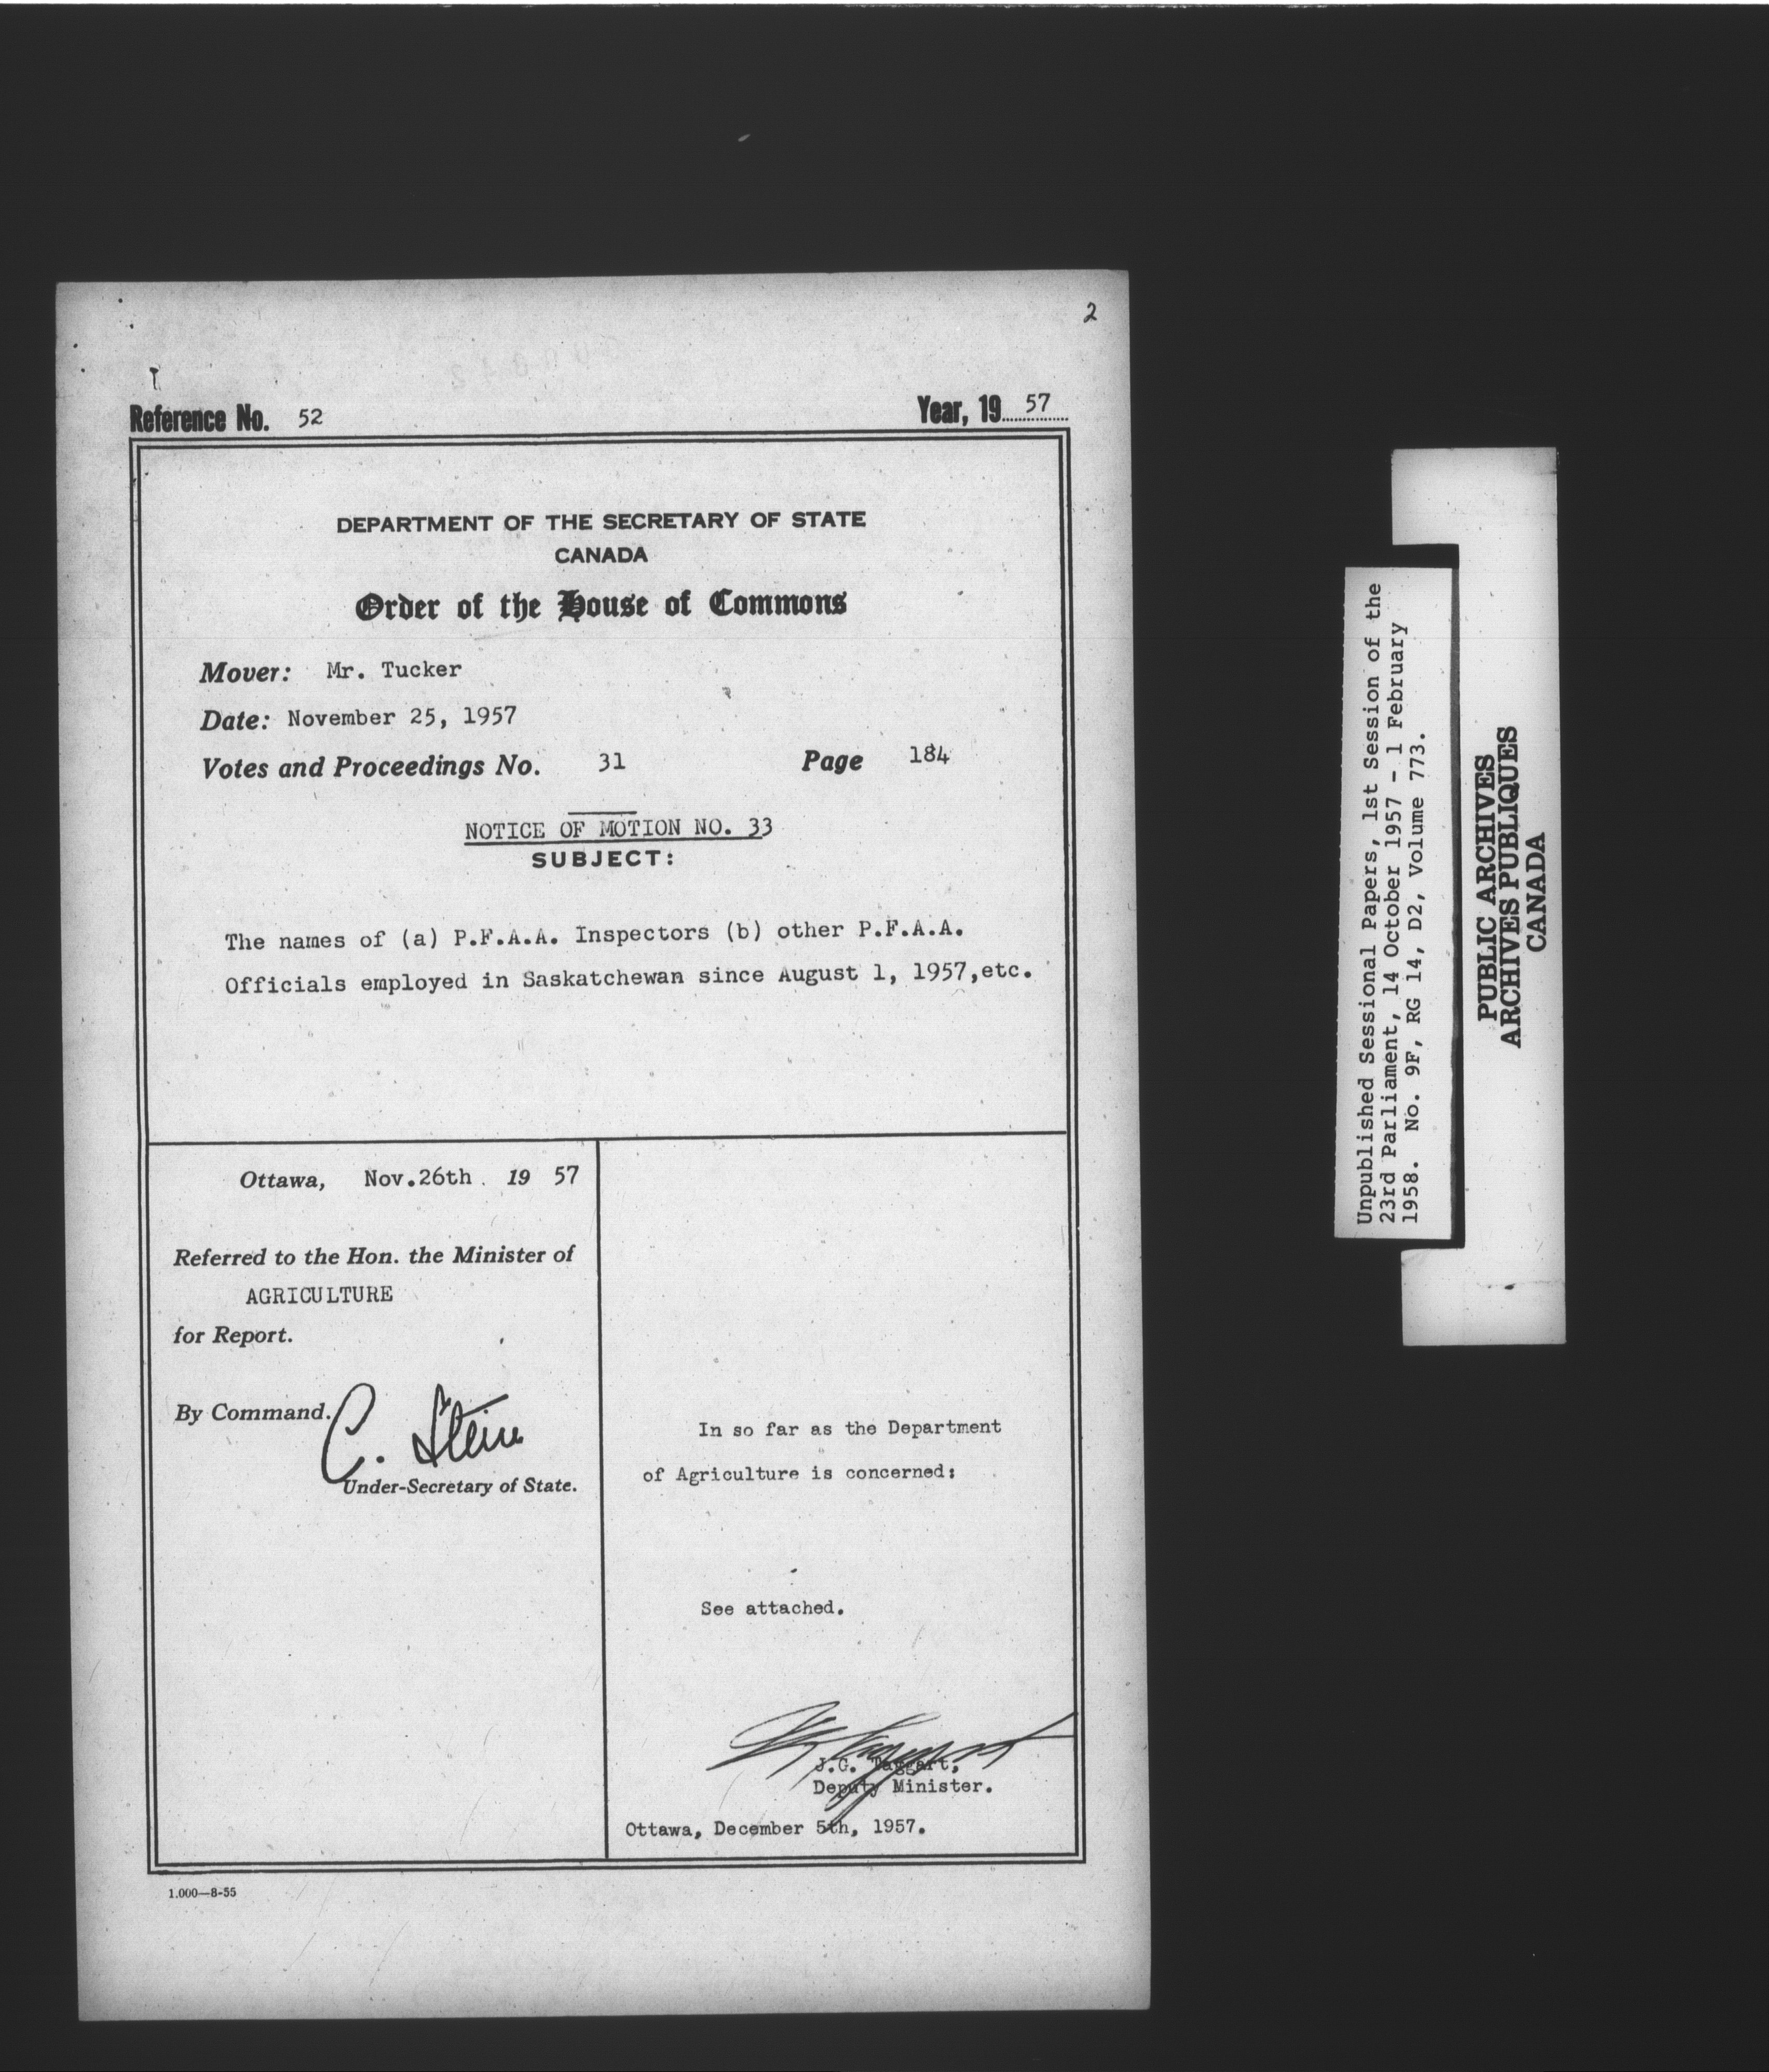 2
Reference No. 52
Year, 19 57
DEPARTMENT OF THE SECRETARY OF STATE
CANADA
Order of the House of Commons
Mover: Mr. Tucker
Date: November 25, 1957
Votes and Proceedings No. 31 Page 184
NOTICE OF MOTION NO. 33
SUBJECT:
The names of (a) P.F.A.A. Inspectors (b) other P.F.A.A.
Officials employed in Saskatchewan since August 1, 1957,etc.
Ottawa, Nov.26th. 19 57
Referred to the Hon. the Minister of
AGRICULTURE
for Report.
By Command.
C. Stein
Under-Secretary of State.
In so far as the Department
of Agriculture is concerned:
See attached.
J.G. Taggart,
Deputy Minister.
Ottawa, December 5th, 1957.
1.000—8-55
Unpublished Sessional Papers, 1st Session of the
23rd Parliament, 14 October 1957 - 1 February
1958. No. 9F, RG 14, D2, Volume 773.
PUBLIC ARCHIVES
ARCHIVES PUBLIQUES
CANADA